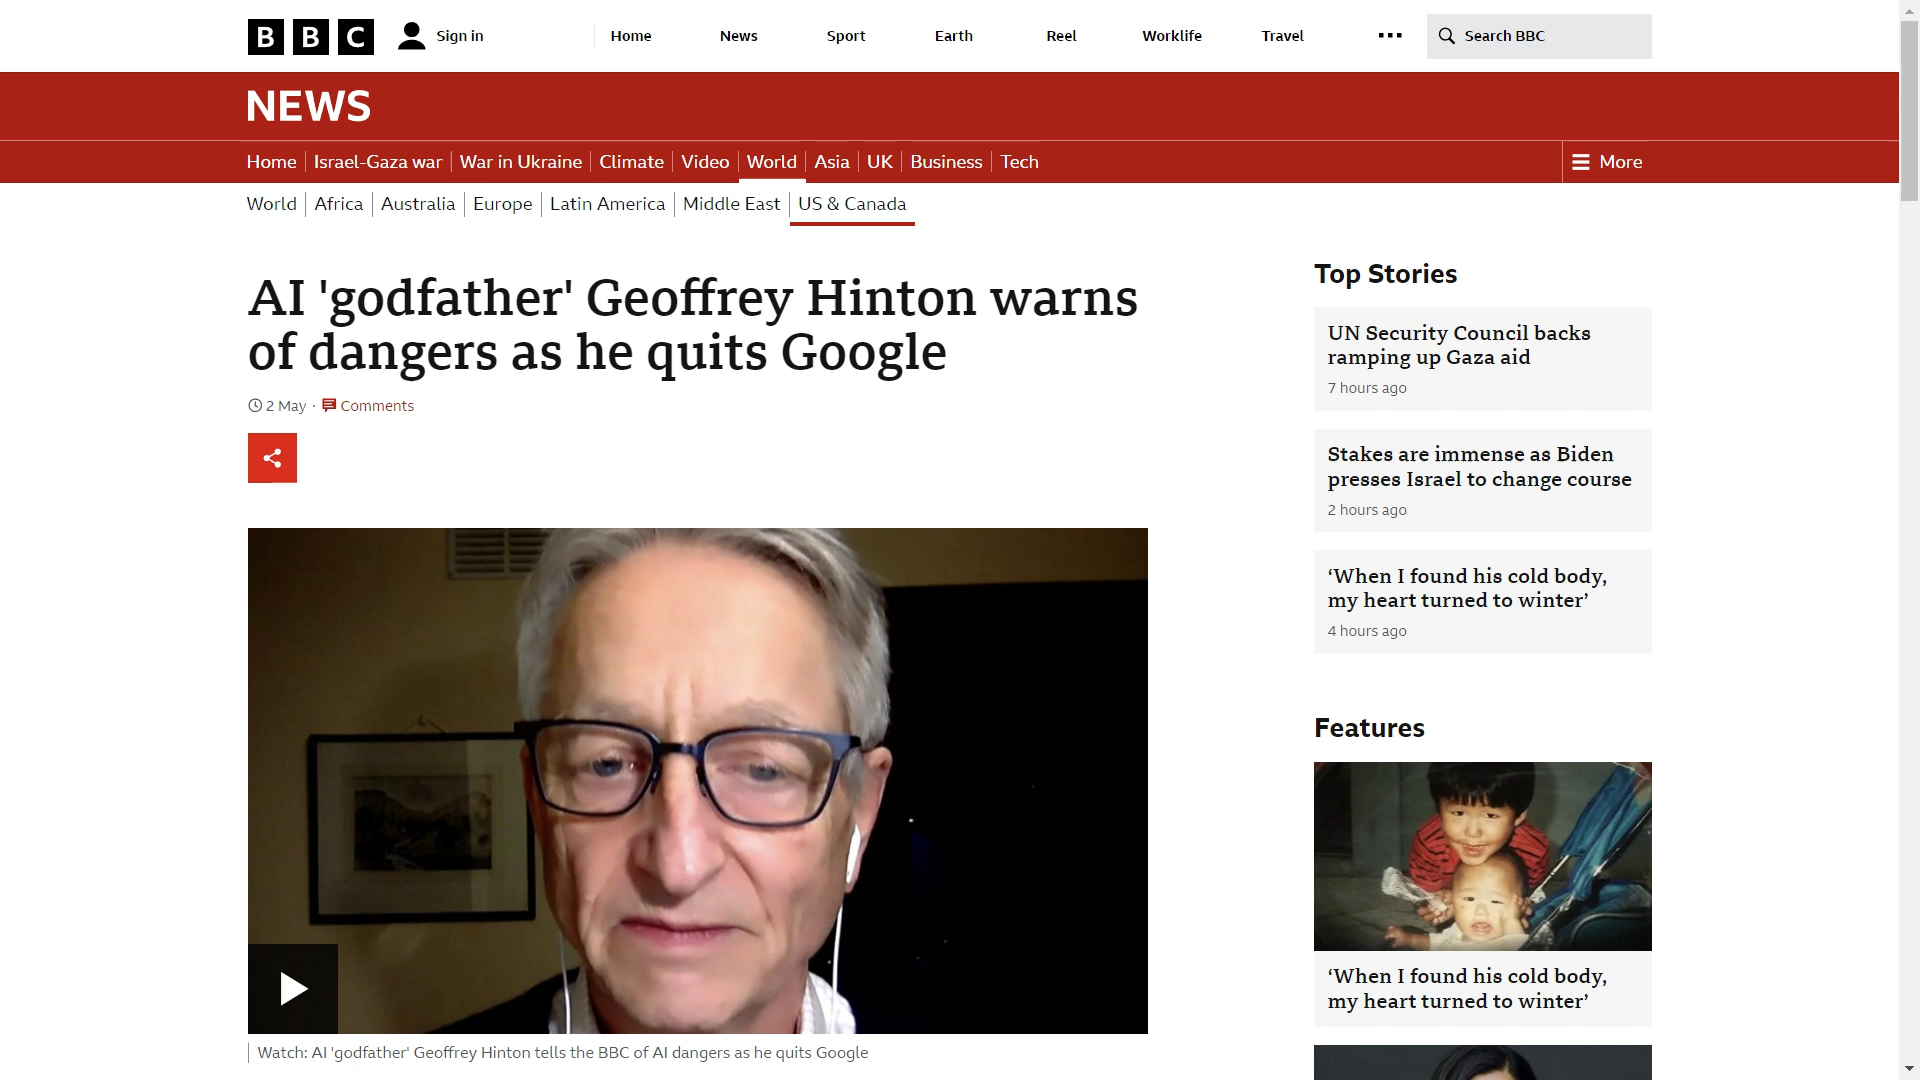 BBC
Sign in
Home
News
Sport
Earth
Reel
Worklife
Travel
Search BBC
NEWS
Home
Israel-Gaza war
War in Ukraine
Climate
Video
World
Asia
UK
Business
Tech
More
World
Africa
Australia
Europe
Latin America
Middle East
US & Canada
AI 'godfather' Geoffrey Hinton warns
of dangers as he quits Google
2 May · Comments
Watch: AI 'godfather' Geoffrey Hinton tells the BBC of AI dangers as he quits Google
Top Stories
UN Security Council backs
ramping up Gaza aid
7 hours ago
Stakes are immense as Biden
presses Israel to change course
2 hours ago
‘When I found his cold body,
my heart turned to winter’
4 hours ago
Features
‘When I found his cold body,
my heart turned to winter’